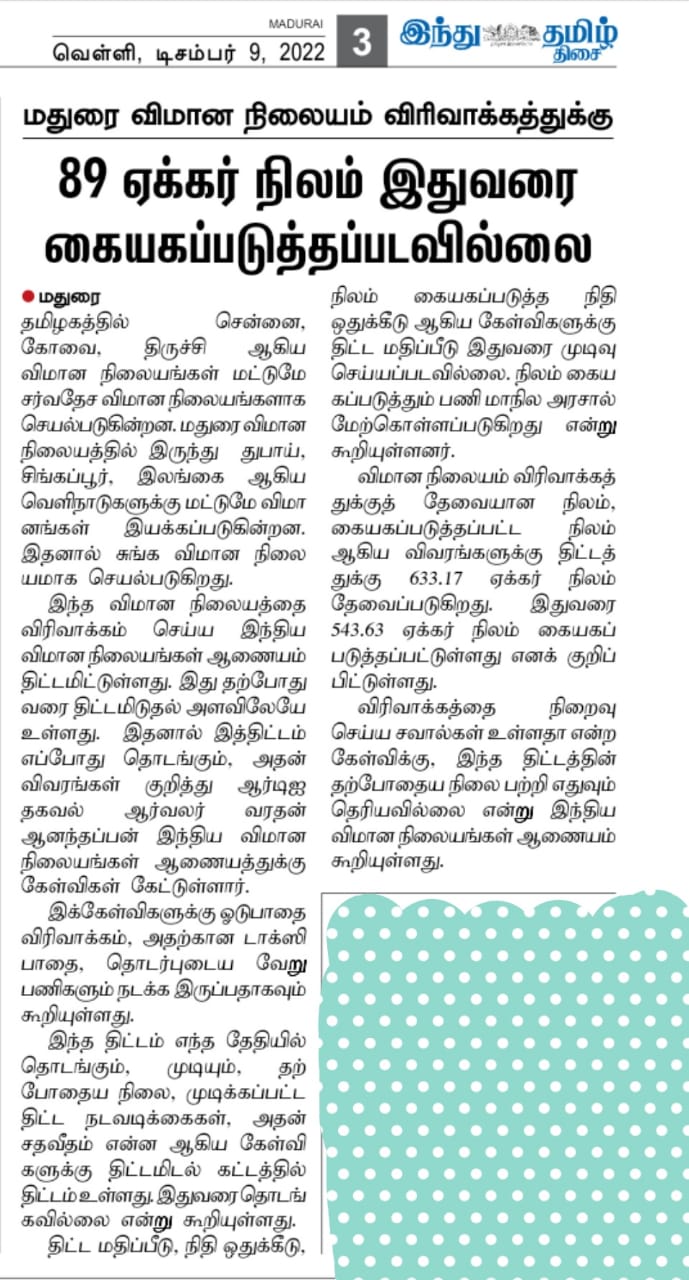 MADURAI
வெள்ளி, டிசம்பர் 9, 2022
3
இந்து தமிழ்
திசை
மதுரை விமான நிலையம் விரிவாக்கத்துக்கு
89 ஏக்கர் நிலம் இதுவரை
கையகப்படுத்தப்படவில்லை
● மதுரை
தமிழகத்தில் சென்னை,
கோவை, திருச்சி ஆகிய
விமான நிலையங்கள் மட்டுமே
சர்வதேச விமான நிலையங்களாக
செயல்படுகின்றன. மதுரை விமான
நிலையத்தில் இருந்து துபாய்,
சிங்கப்பூர், இலங்கை ஆகிய
வெளிநாடுகளுக்கு மட்டுமே விமா
னங்கள் இயக்கப்படுகின்றன.
இதனால் சுங்க விமான நிலை
யமாக செயல்படுகிறது.
இந்த விமான நிலையத்தை
விரிவாக்கம் செய்ய இந்திய
விமான நிலையங்கள் ஆணையம்
திட்டமிட்டுள்ளது. இது தற்போது
வரை திட்டமிடுதல் அளவிலேயே
உள்ளது. இதனால் இத்திட்டம்
எப்போது தொடங்கும், அதன்
விவரங்கள் குறித்து ஆர்டிஐ
தகவல் ஆர்வலர் வரதன்
ஆனந்தப்பன் இந்திய விமான
நிலையங்கள் ஆணையத்துக்கு
கேள்விகள் கேட்டுள்ளார்.
இக்கேள்விகளுக்கு ஓடுபாதை
விரிவாக்கம், அதற்கான டாக்ஸி
பாதை, தொடர்புடைய வேறு
பணிகளும் நடக்க இருப்பதாகவும்
கூறியுள்ளது.
இந்த திட்டம் எந்த தேதியில்
தொடங்கும், முடியும், தற்
போதைய நிலை, முடிக்கப்பட்ட
திட்ட நடவடிக்கைகள், அதன்
சதவீதம் என்ன ஆகிய கேள்வி
களுக்கு திட்டமிடல் கட்டத்தில்
திட்டம் உள்ளது. இதுவரை தொடங்
கவில்லை என்று கூறியுள்ளது.
திட்ட மதிப்பீடு, நிதி ஒதுக்கீடு,
நிலம் கையகப்படுத்த நிதி
ஒதுக்கீடு ஆகிய கேள்விகளுக்கு
திட்ட மதிப்பீடு இதுவரை முடிவு
செய்யப்படவில்லை. நிலம் கைய
கப்படுத்தும் பணி மாநில அரசால்
மேற்கொள்ளப்படுகிறது என்று
கூறியுள்ளனர்.
விமான நிலையம் விரிவாக்கத்
துக்குத் தேவையான நிலம்,
கையகப்படுத்தப்பட்ட நிலம்
ஆகிய விவரங்களுக்கு திட்டத்
துக்கு 633.17 ஏக்கர் நிலம்
தேவைப்படுகிறது. இதுவரை
543.63 ஏக்கர் நிலம் கையகப்
படுத்தப்பட்டுள்ளது எனக் குறிப்
பிட்டுள்ளது.
விரிவாக்கத்தை நிறைவு
செய்ய சவால்கள் உள்ளதா என்ற
கேள்விக்கு, இந்த திட்டத்தின்
தற்போதைய நிலை பற்றி எதுவும்
தெரியவில்லை என்று இந்திய
விமான நிலையங்கள் ஆணையம்
கூறியுள்ளது.